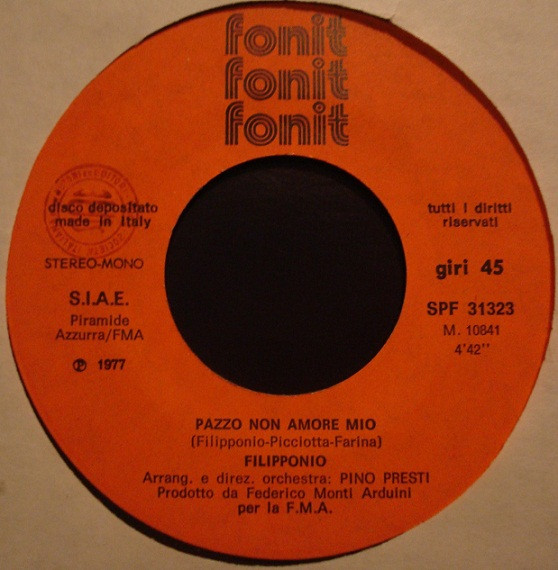 fonit
fonit
fonit
disco depositato
made in Italy
STEREO-MONO
S.I.A.E.
Piramide
Azzurra/FMA
℗ 1977
tutti i diritti
riservati
giri 45
SPF 31323
M. 10841
4'42"
PAZZO NON AMORE MIO
(Filipponio-Picciotta-Farina)
FILIPPONIO
Arrang. e direz. orchestra: PINO PRESTI
Prodotto da Federico Monti Arduini
per la F.M.A.